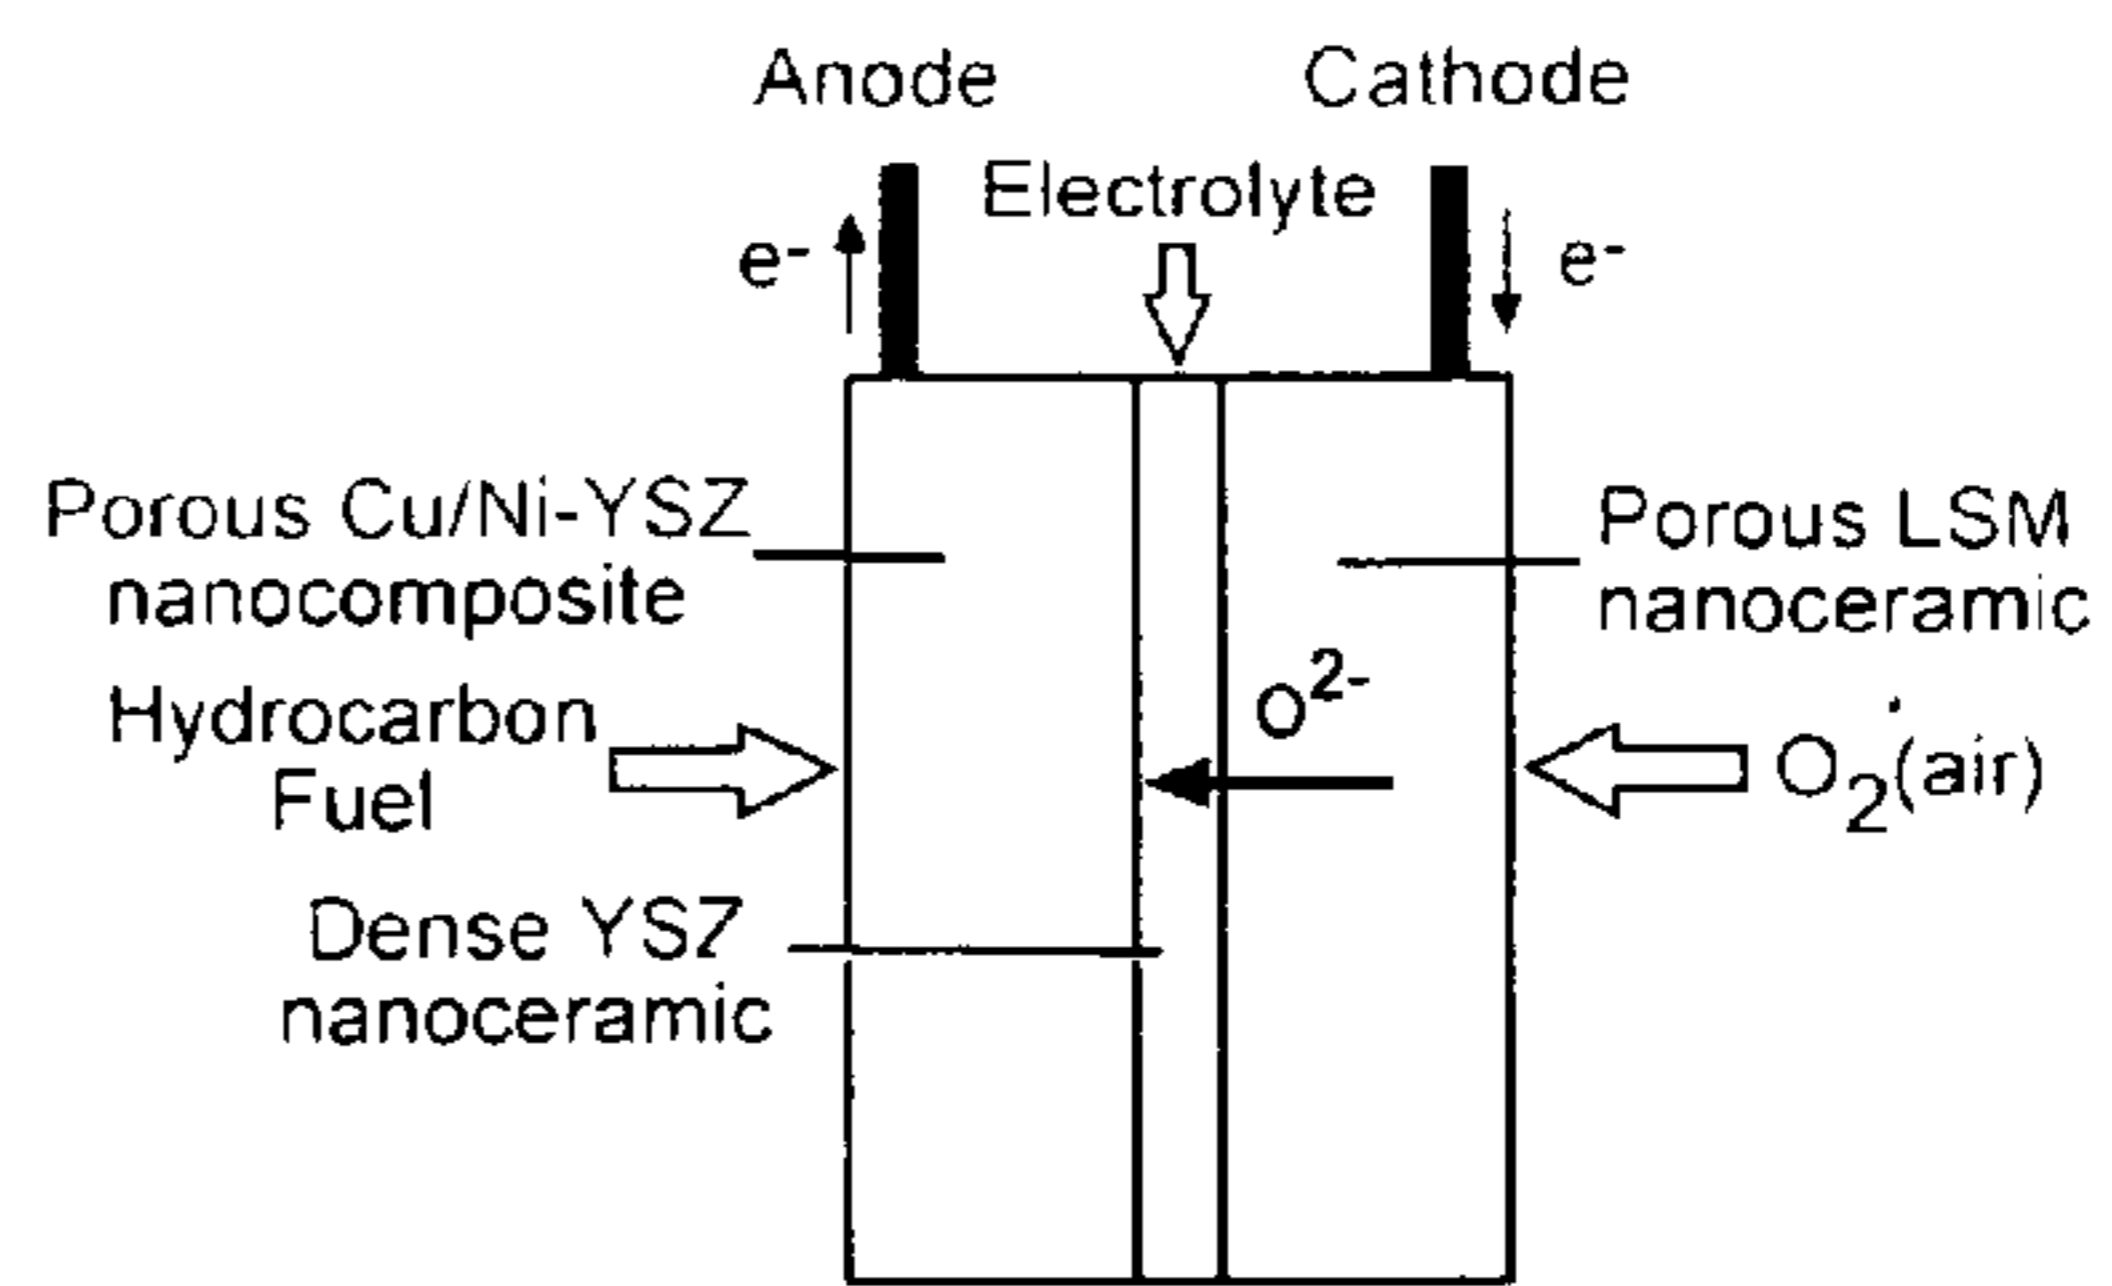 Anode
Cathode
Electrolyte
e-
e-
Porous Cu/Ni-YSZ
nanocomposite
Porous LSM
nanoceramic
O2-
Hydrocarbon
Fuel
O2(air)
Dense YSZ
nanoceramic